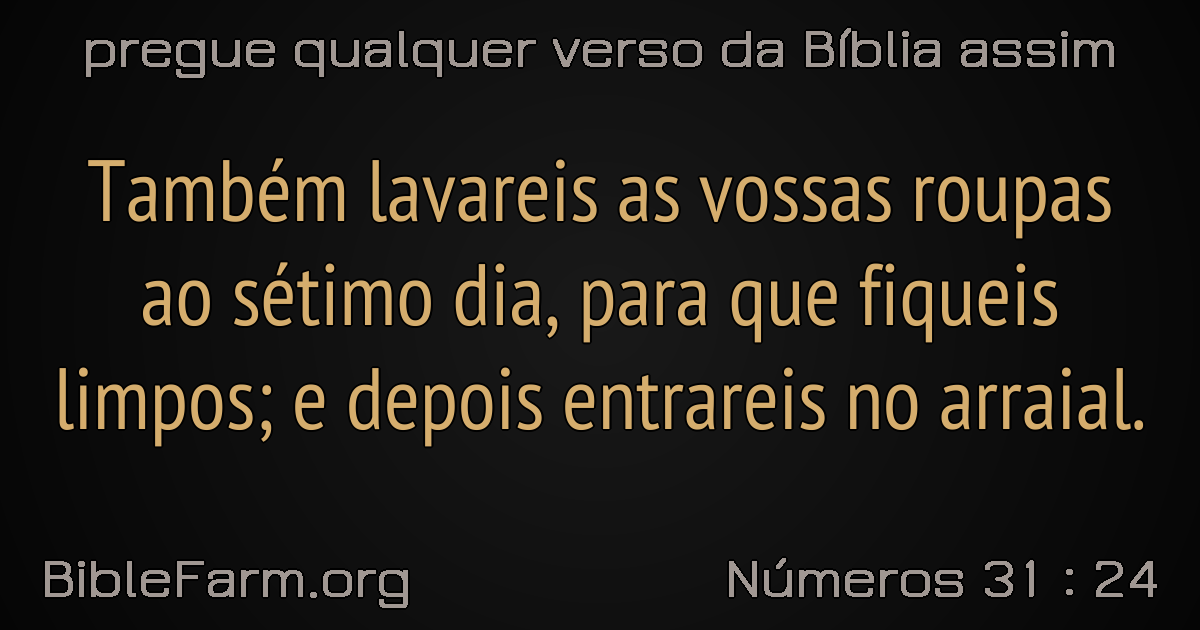 pregue qualquer verso da Bíblia assim
Também lavareis as vossas roupas
ao sétimo dia, para que fiqueis
limpos; e depois entrareis no arraial.
BibleFarm.org
Números 31 : 24